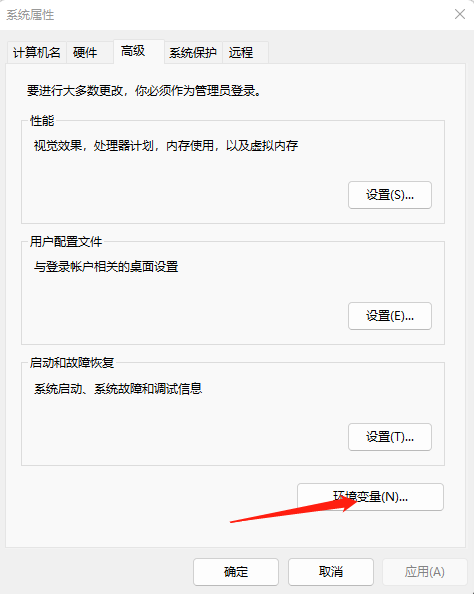 系统属性
计算机名 硬件 高级 系统保护 远程
要进行大多数更改，你必须作为管理员登录。
性能
视觉效果，处理器计划，内存使用，以及虚拟内存
设置(S)...
用户配置文件
与登录帐户相关的桌面设置
设置(E)...
启动和故障恢复
系统启动、系统故障和调试信息
设置(T)...
环境变量(N)...
确定 取消 应用(A)